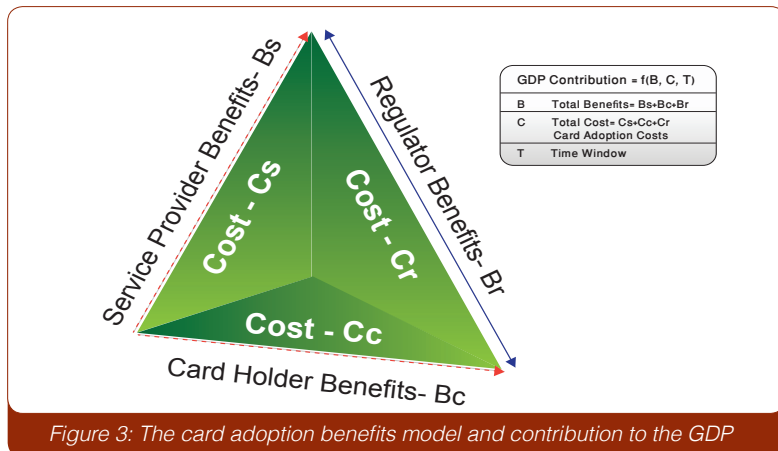 Service Provider Benefits- Bs
Cost - Cs
Regulator Benefits- Br
Cost - Cr
Cost - Cc
Card Holder Benefits- Bc
GDP Contribution = f(B, C, T)
B Total Benefits= Bs+Bc+Br
C Total Cost= Cs+Cc+Cr
Card Adoption Costs
T Time Window
Figure 3: The card adoption benefits model and contribution to the GDP